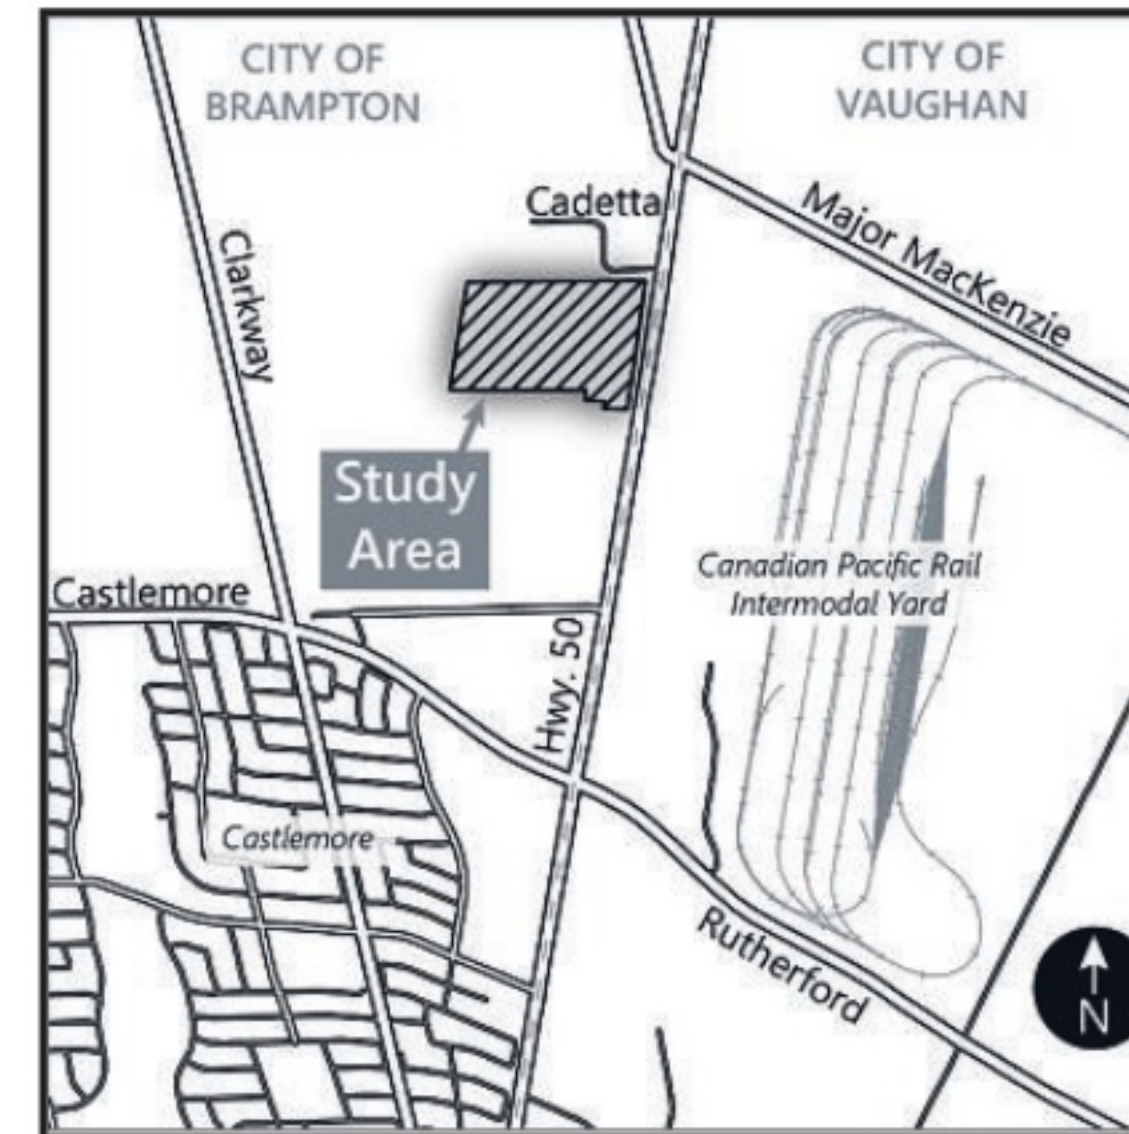 CITY OF
BRAMPTON
CITY OF
VAUGHAN
Cadetta
Major MacKenzie
Clarkway
Study
Area
Canadian Pacific Rail
Intermodal Yard
Castlemore
Hwy. 50
Castlemore
Rutherford
N